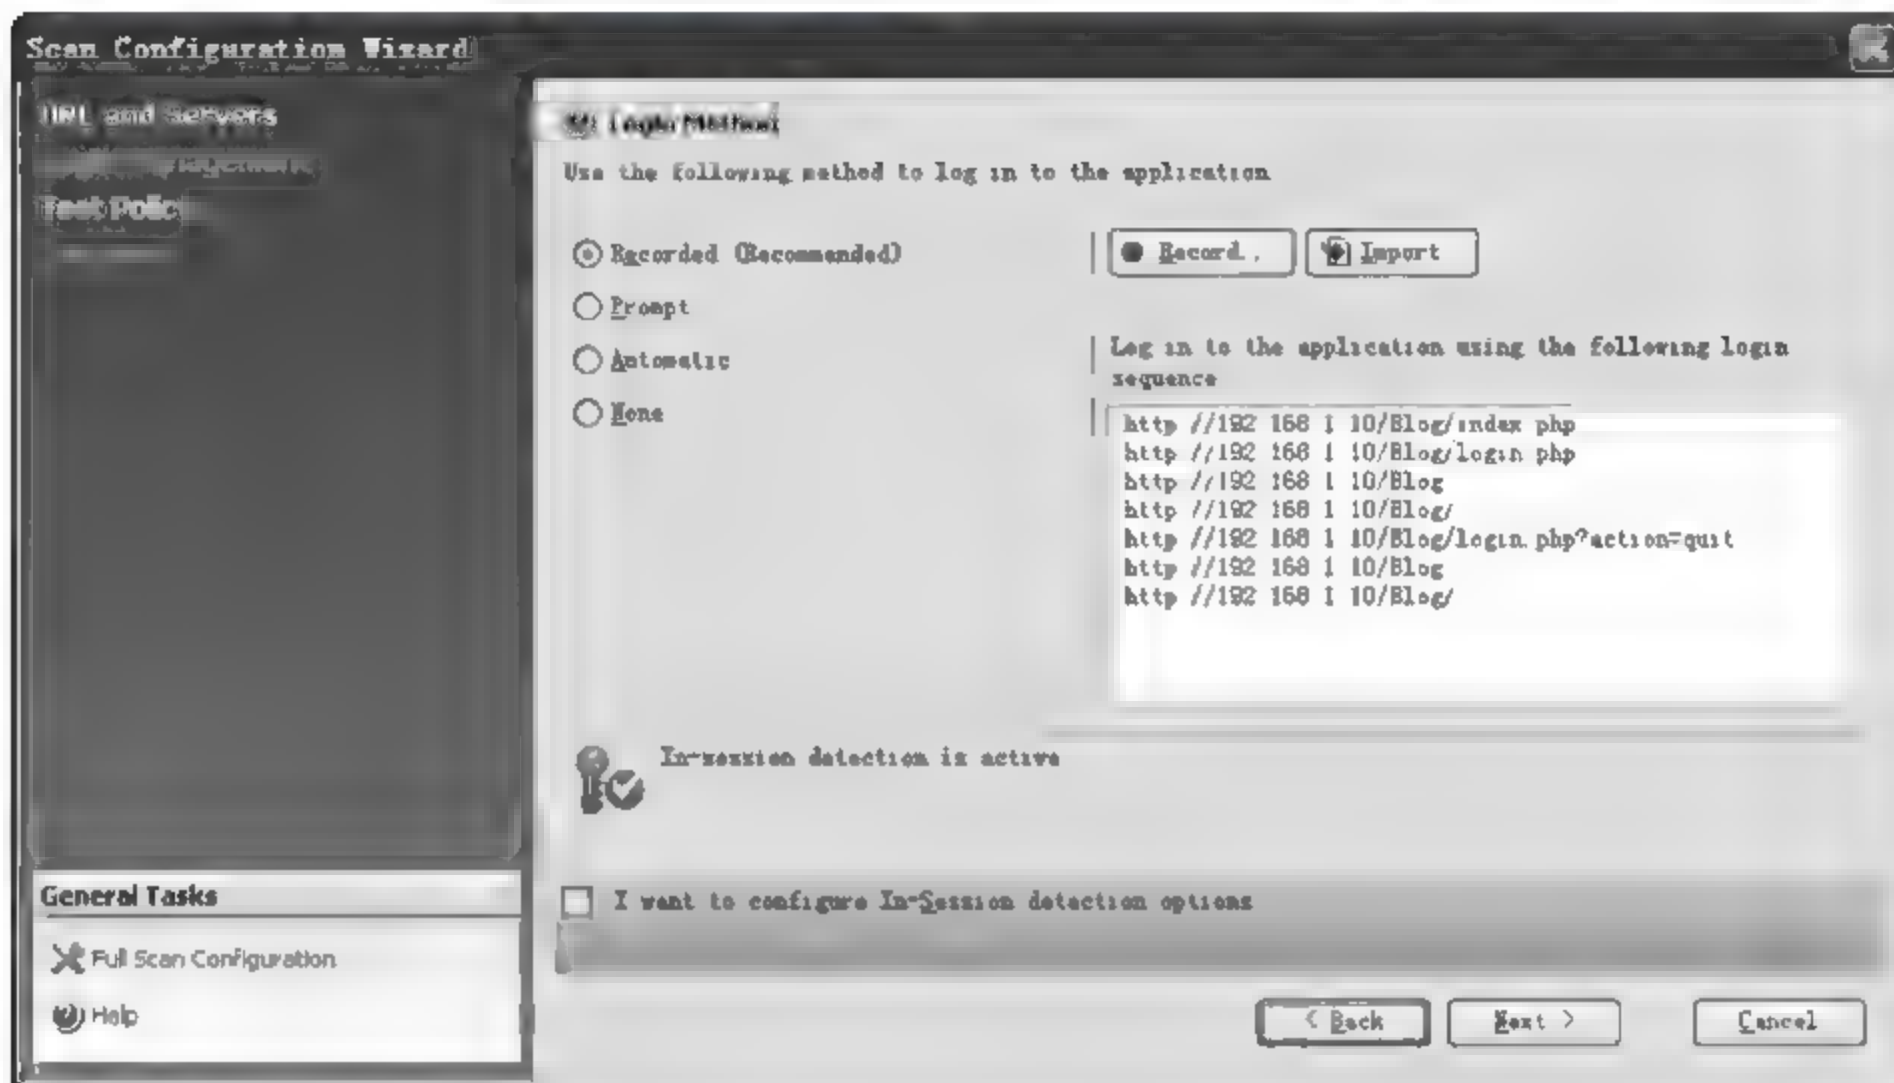 Scan Configuration Wizard
URL and Servers
Test Policy
General Tasks
Full Scan Configuration
Help
Login Method
Use the following method to log in to the application
Recorded (Recommended)
Prompt
Automatic
None
Record..
Import
Log in to the application using the following login
sequence
http //192 168 1 10/Blog/index php
http //192 168 1 10/Blog/login php
http //192 168 1 10/Blog
http //192 168 1 10/Blog/
http //192 168 1 10/Blog/login.php?action=quit
http //192 168 1 10/Blog
http //192 168 1 10/Blog/
In-session detection is active
I want to configure In-Session detection options
< Back
Next >
Cancel